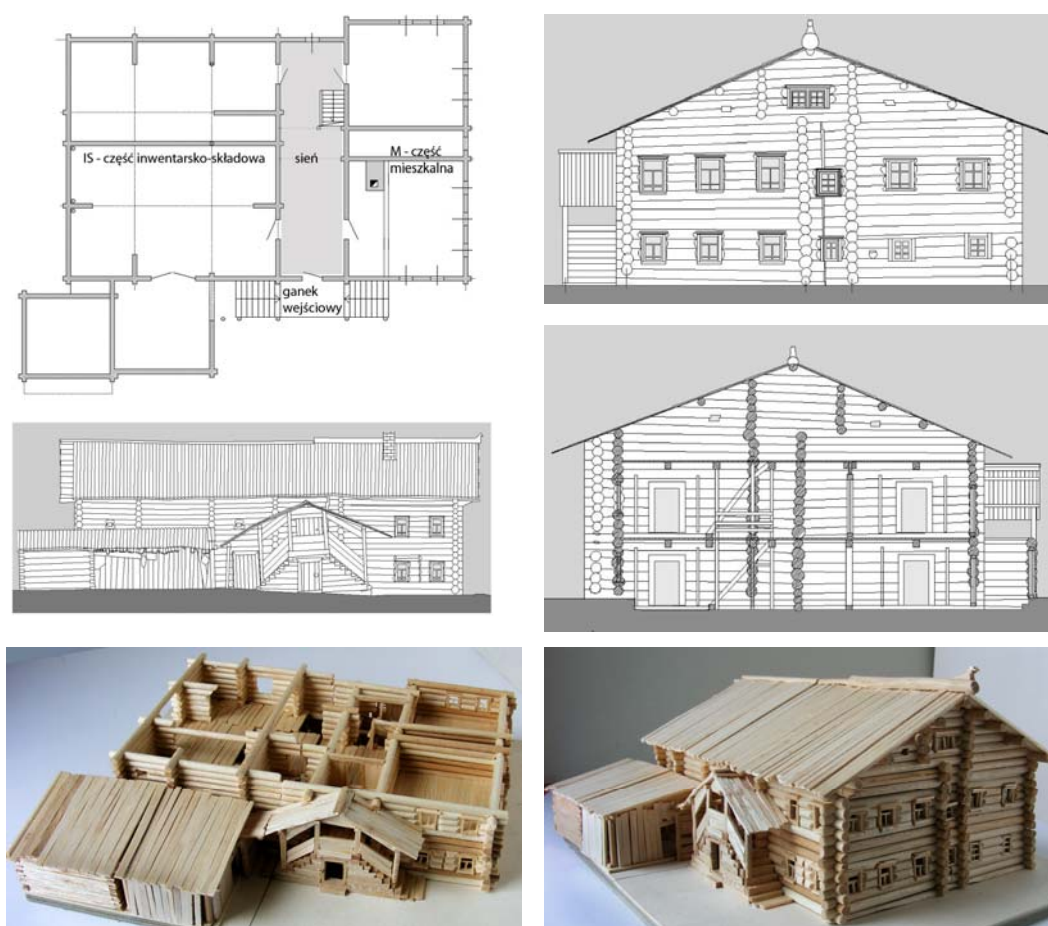 IS - część inwentarsko-składowa
sień
M - część
mieszkalna
ganek
wejściowy